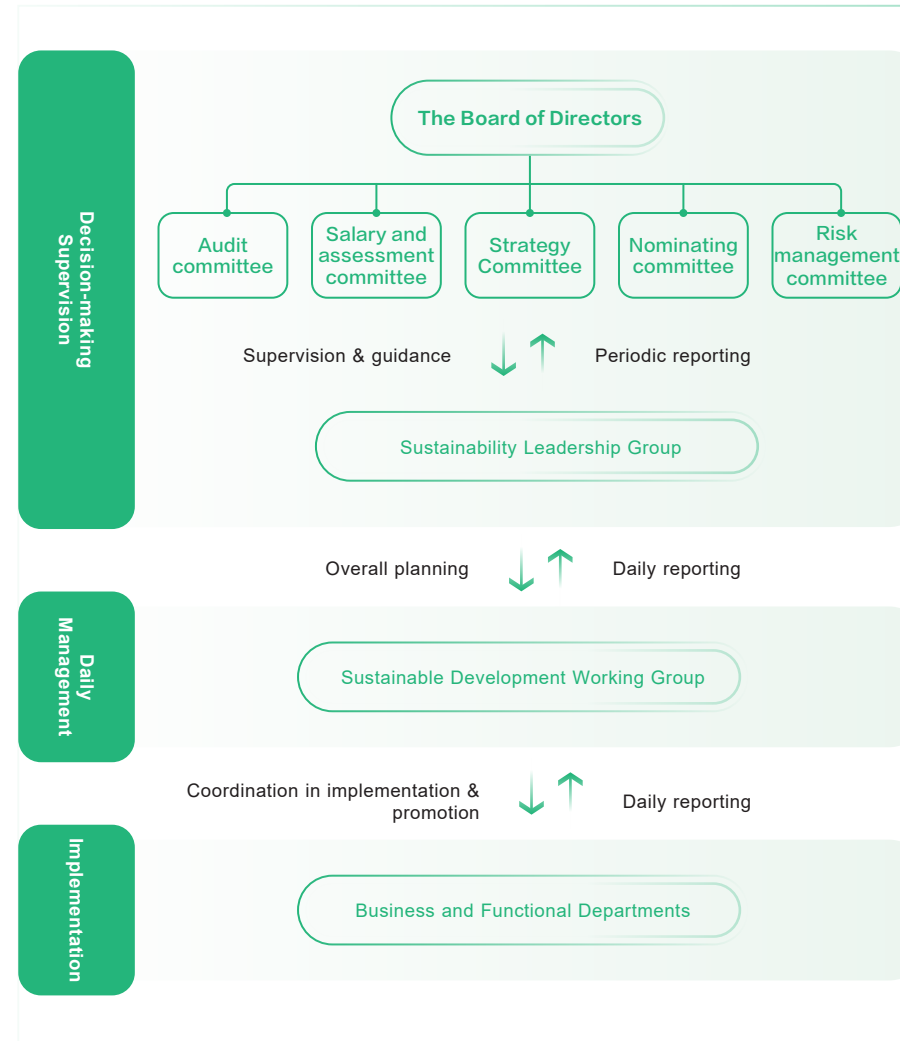 Decision-making
Supervision
The Board of Directors
Audit
committee
Salary and
assessment
committee
Strategy
Committee
Nominating
committee
Risk
management
committee
Supervision & guidance
Periodic reporting
Sustainability Leadership Group
Overall planning
Daily reporting
Daily
Management
Sustainable Development Working Group
Coordination in implementation &
promotion
Daily reporting
Implementation
Business and Functional Departments